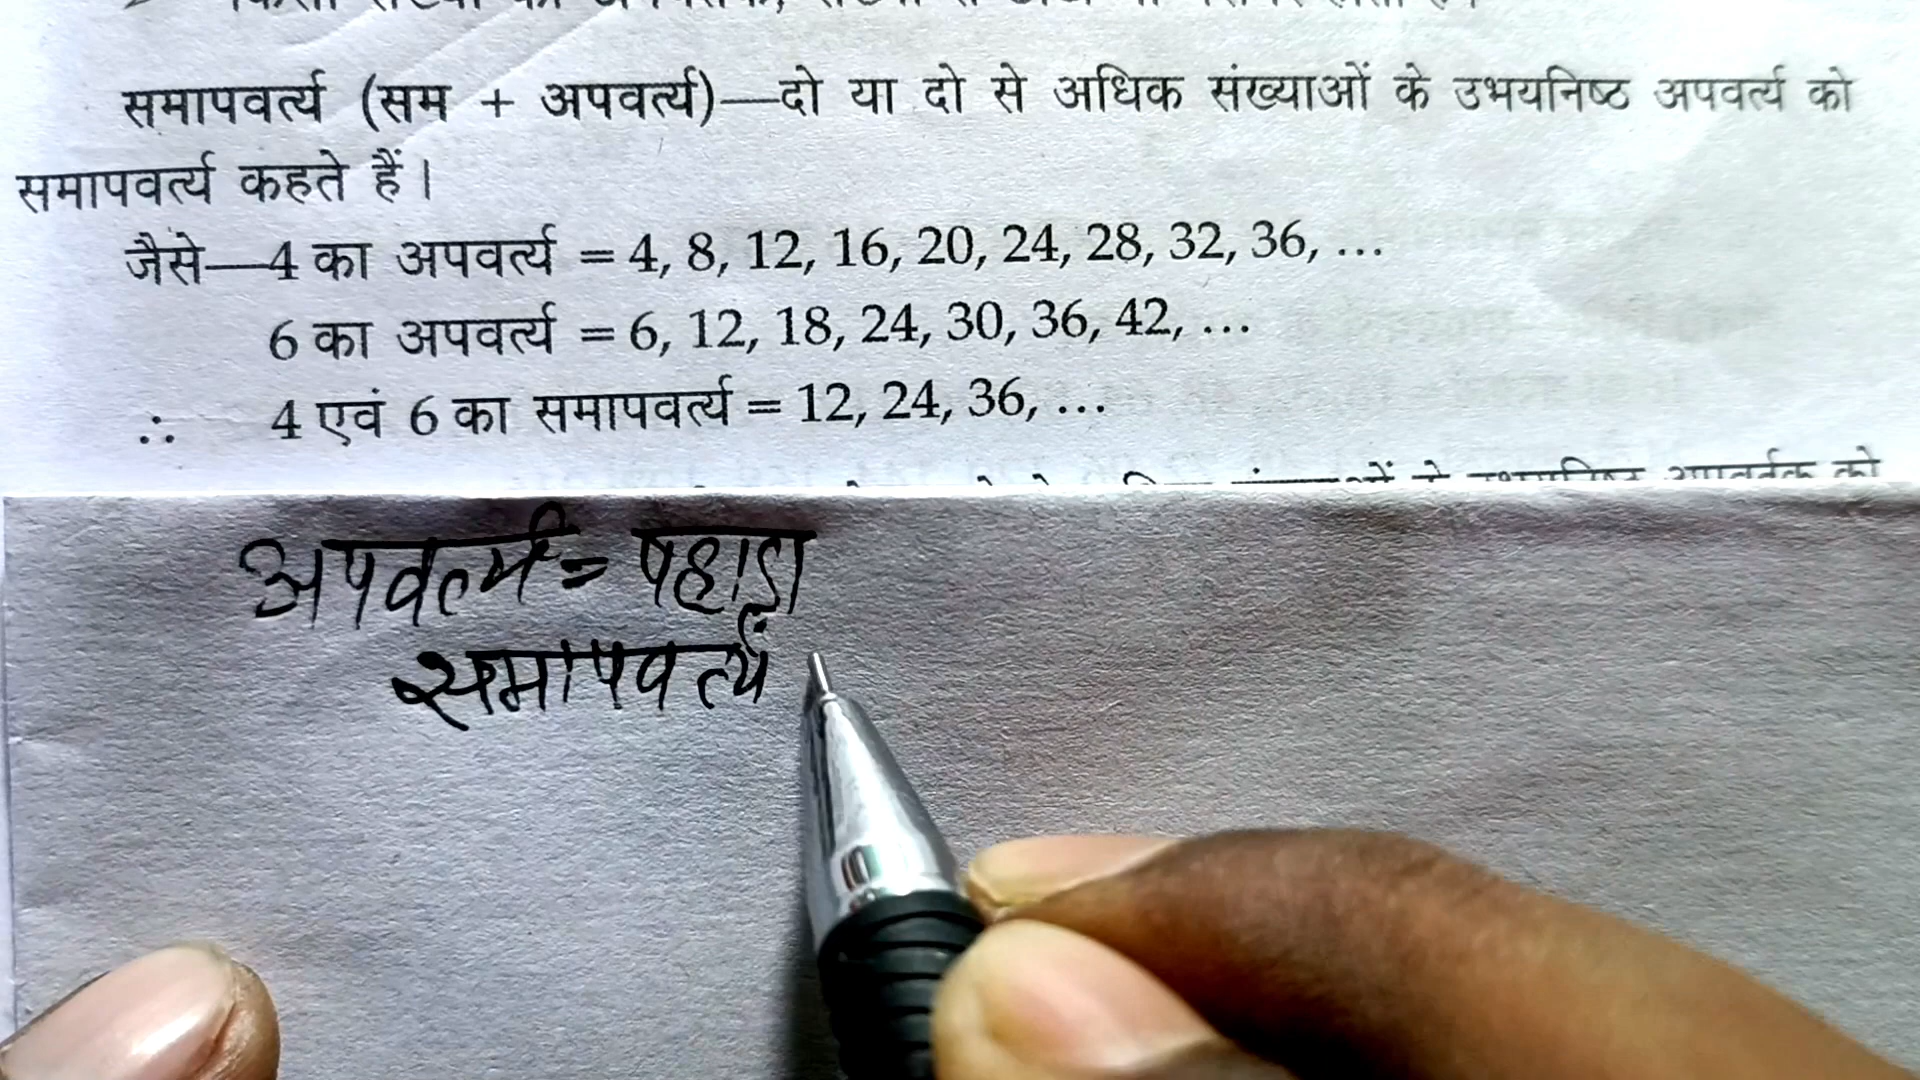 समापवर्त्य (सम + अपवर्त्य)—दो या दो से अधिक संख्याओं के उभयनिष्ठ अपवर्त्य को
समापवर्त्य कहते हैं।
जैसे—4 का अपवर्त्य = 4, 8, 12, 16, 20, 24, 28, 32, 36, ...
6 का अपवर्त्य = 6, 12, 18, 24, 30, 36, 42, ...
∴ 4 एवं 6 का समापवर्त्य = 12, 24, 36, ...
अपवर्त्य = पहाड़ा
समापवर्त्य